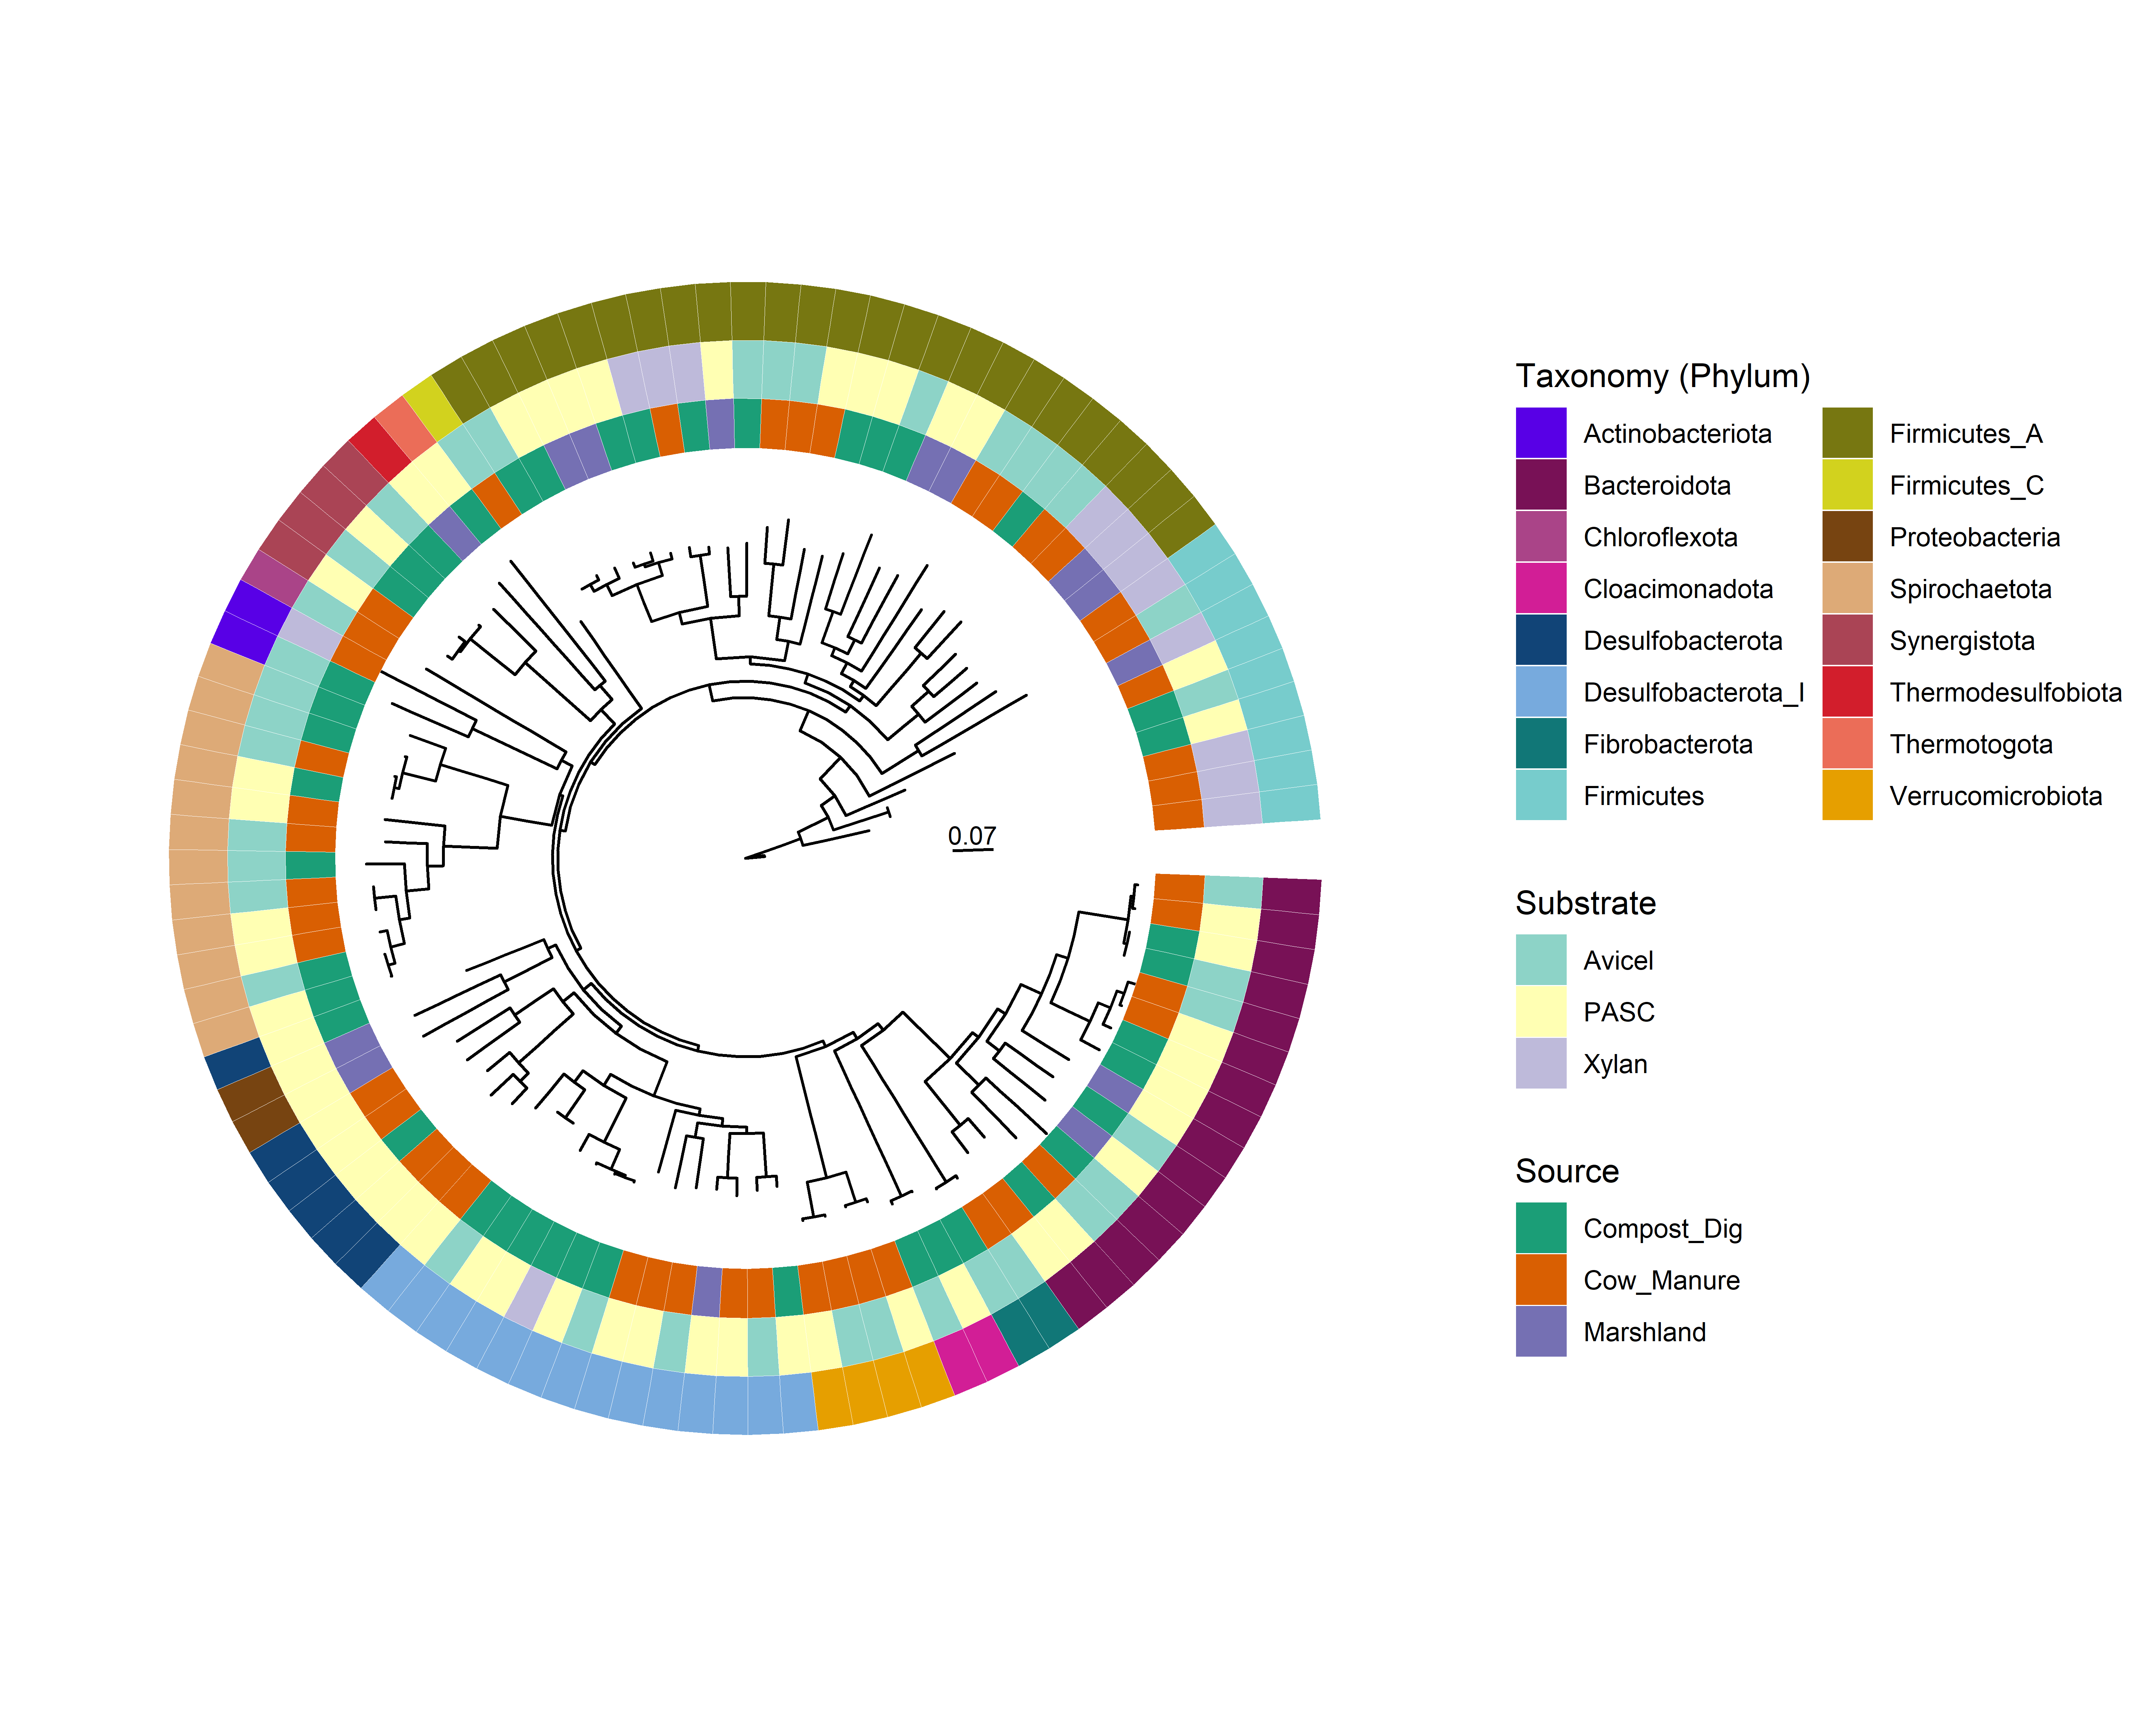 0.07
Taxonomy (Phylum)
Actinobacteriota
Bacteroidota
Chloroflexota
Cloacimonadota
Desulfobacterota
Desulfobacterota_I
Fibrobacterota
Firmicutes
Firmicutes_A
Firmicutes_C
Proteobacteria
Spirochaetota
Synergistota
Thermodesulfobiota
Thermotogota
Verrucomicrobiota
Substrate
Avicel
PASC
Xylan
Source
Compost_Dig
Cow_Manure
Marshland